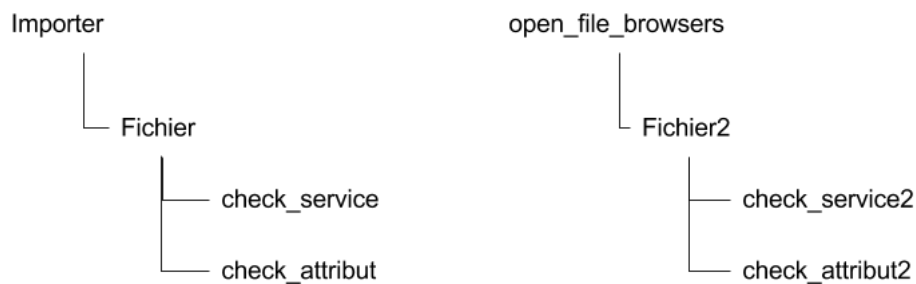 Importer
Fichier
check_service
check_attribut
open_file_browsers
Fichier2
check_service2
check_attribut2